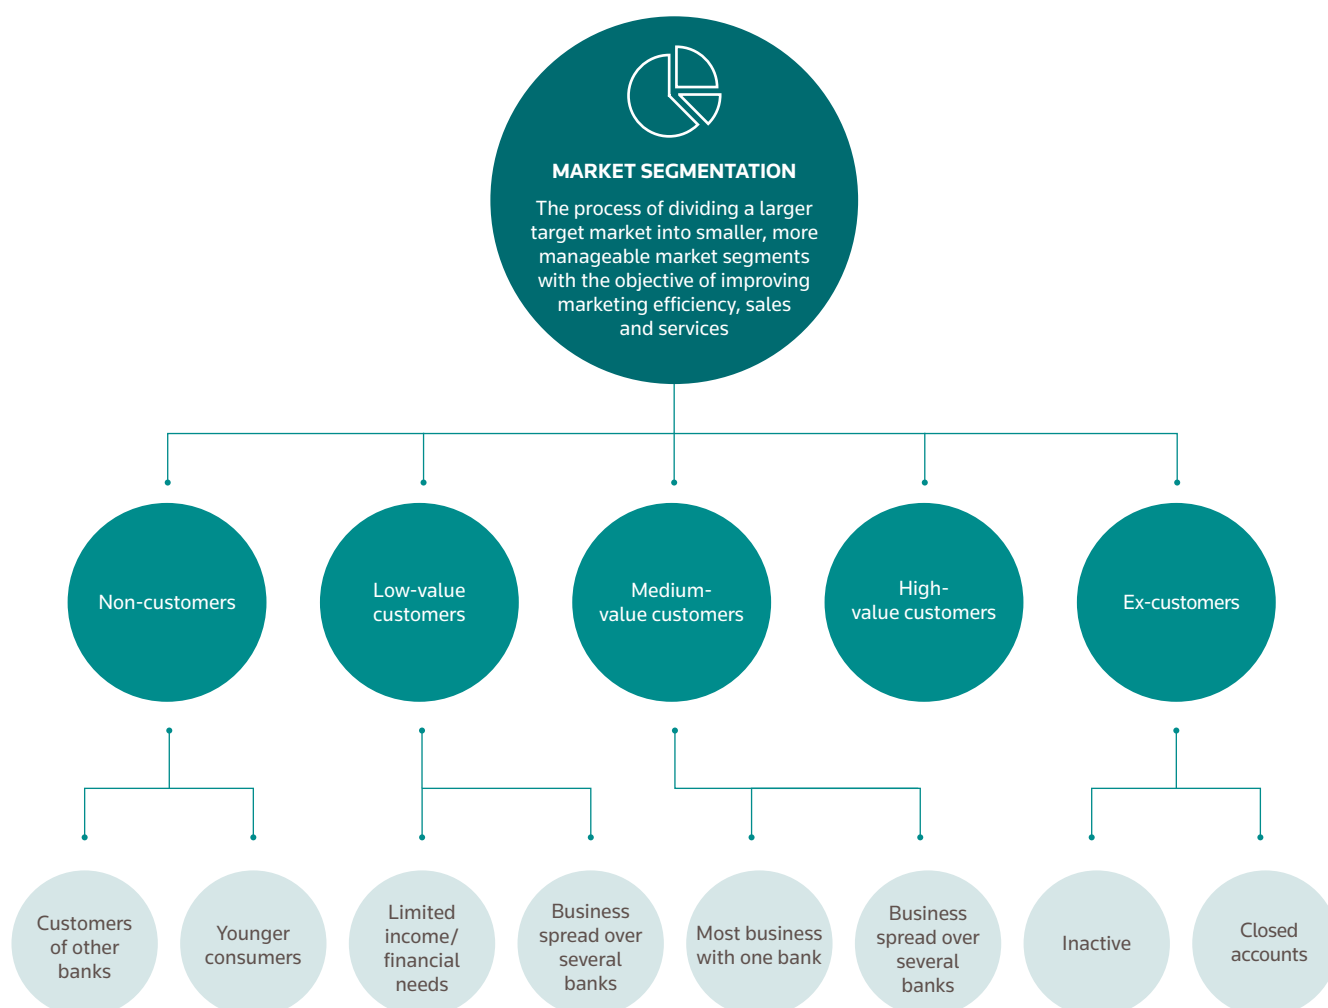 MARKET SEGMENTATION
The process of dividing a larger
target market into smaller, more
manageable market segments
with the objective of improving
marketing efficiency, sales
and services
Non-customers
Low-value
customers
Medium-
value customers
High-
value customers
Ex-customers
Customers
of other
banks
Younger
consumers
Limited
income/
financial
needs
Business
spread over
several
banks
Most business
with one bank
Business
spread over
several
banks
Inactive
Closed
accounts